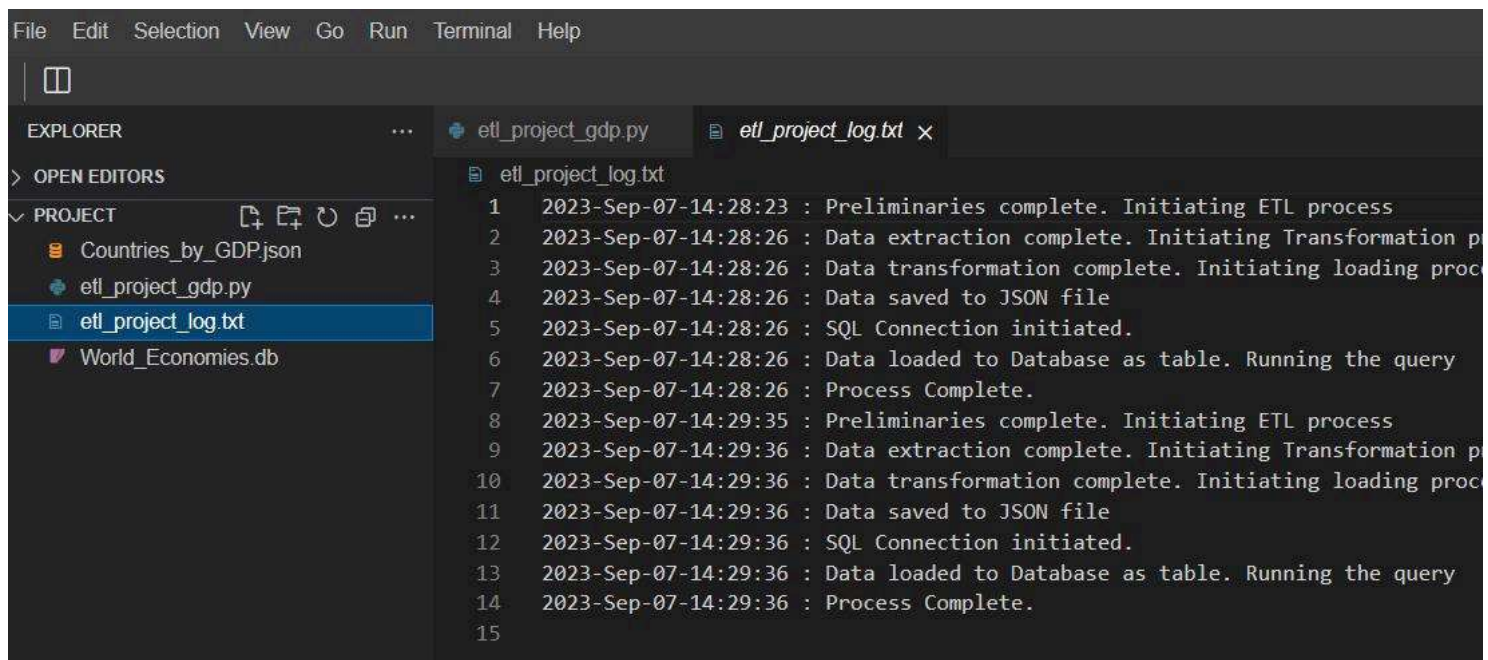 File Edit Selection View Go Run Terminal Help
EXPLORER
OPEN EDITORS
PROJECT
Countries_by_GDP.json
etl_project_gdp.py
etl_project_log.txt
World_Economies.db
etl_project_gdp.py etl_project_log.txt
etl_project_log.txt
1 2023-Sep-07-14:28:23 : Preliminaries complete. Initiating ETL process
2 2023-Sep-07-14:28:26 : Data extraction complete. Initiating Transformation
3 2023-Sep-07-14:28:26 : Data transformation complete. Initiating loading
4 2023-Sep-07-14:28:26 : Data saved to JSON file
5 2023-Sep-07-14:28:26 : SQL Connection initiated.
6 2023-Sep-07-14:28:26 : Data loaded to Database as table. Running the query
7 2023-Sep-07-14:28:26 : Process Complete.
8 2023-Sep-07-14:29:35 : Preliminaries complete. Initiating ETL process
9 2023-Sep-07-14:29:36 : Data extraction complete. Initiating Transformation
10 2023-Sep-07-14:29:36 : Data transformation complete. Initiating loading
11 2023-Sep-07-14:29:36 : Data saved to JSON file
12 2023-Sep-07-14:29:36 : SQL Connection initiated.
13 2023-Sep-07-14:29:36 : Data loaded to Database as table. Running the query
14 2023-Sep-07-14:29:36 : Process Complete.
15